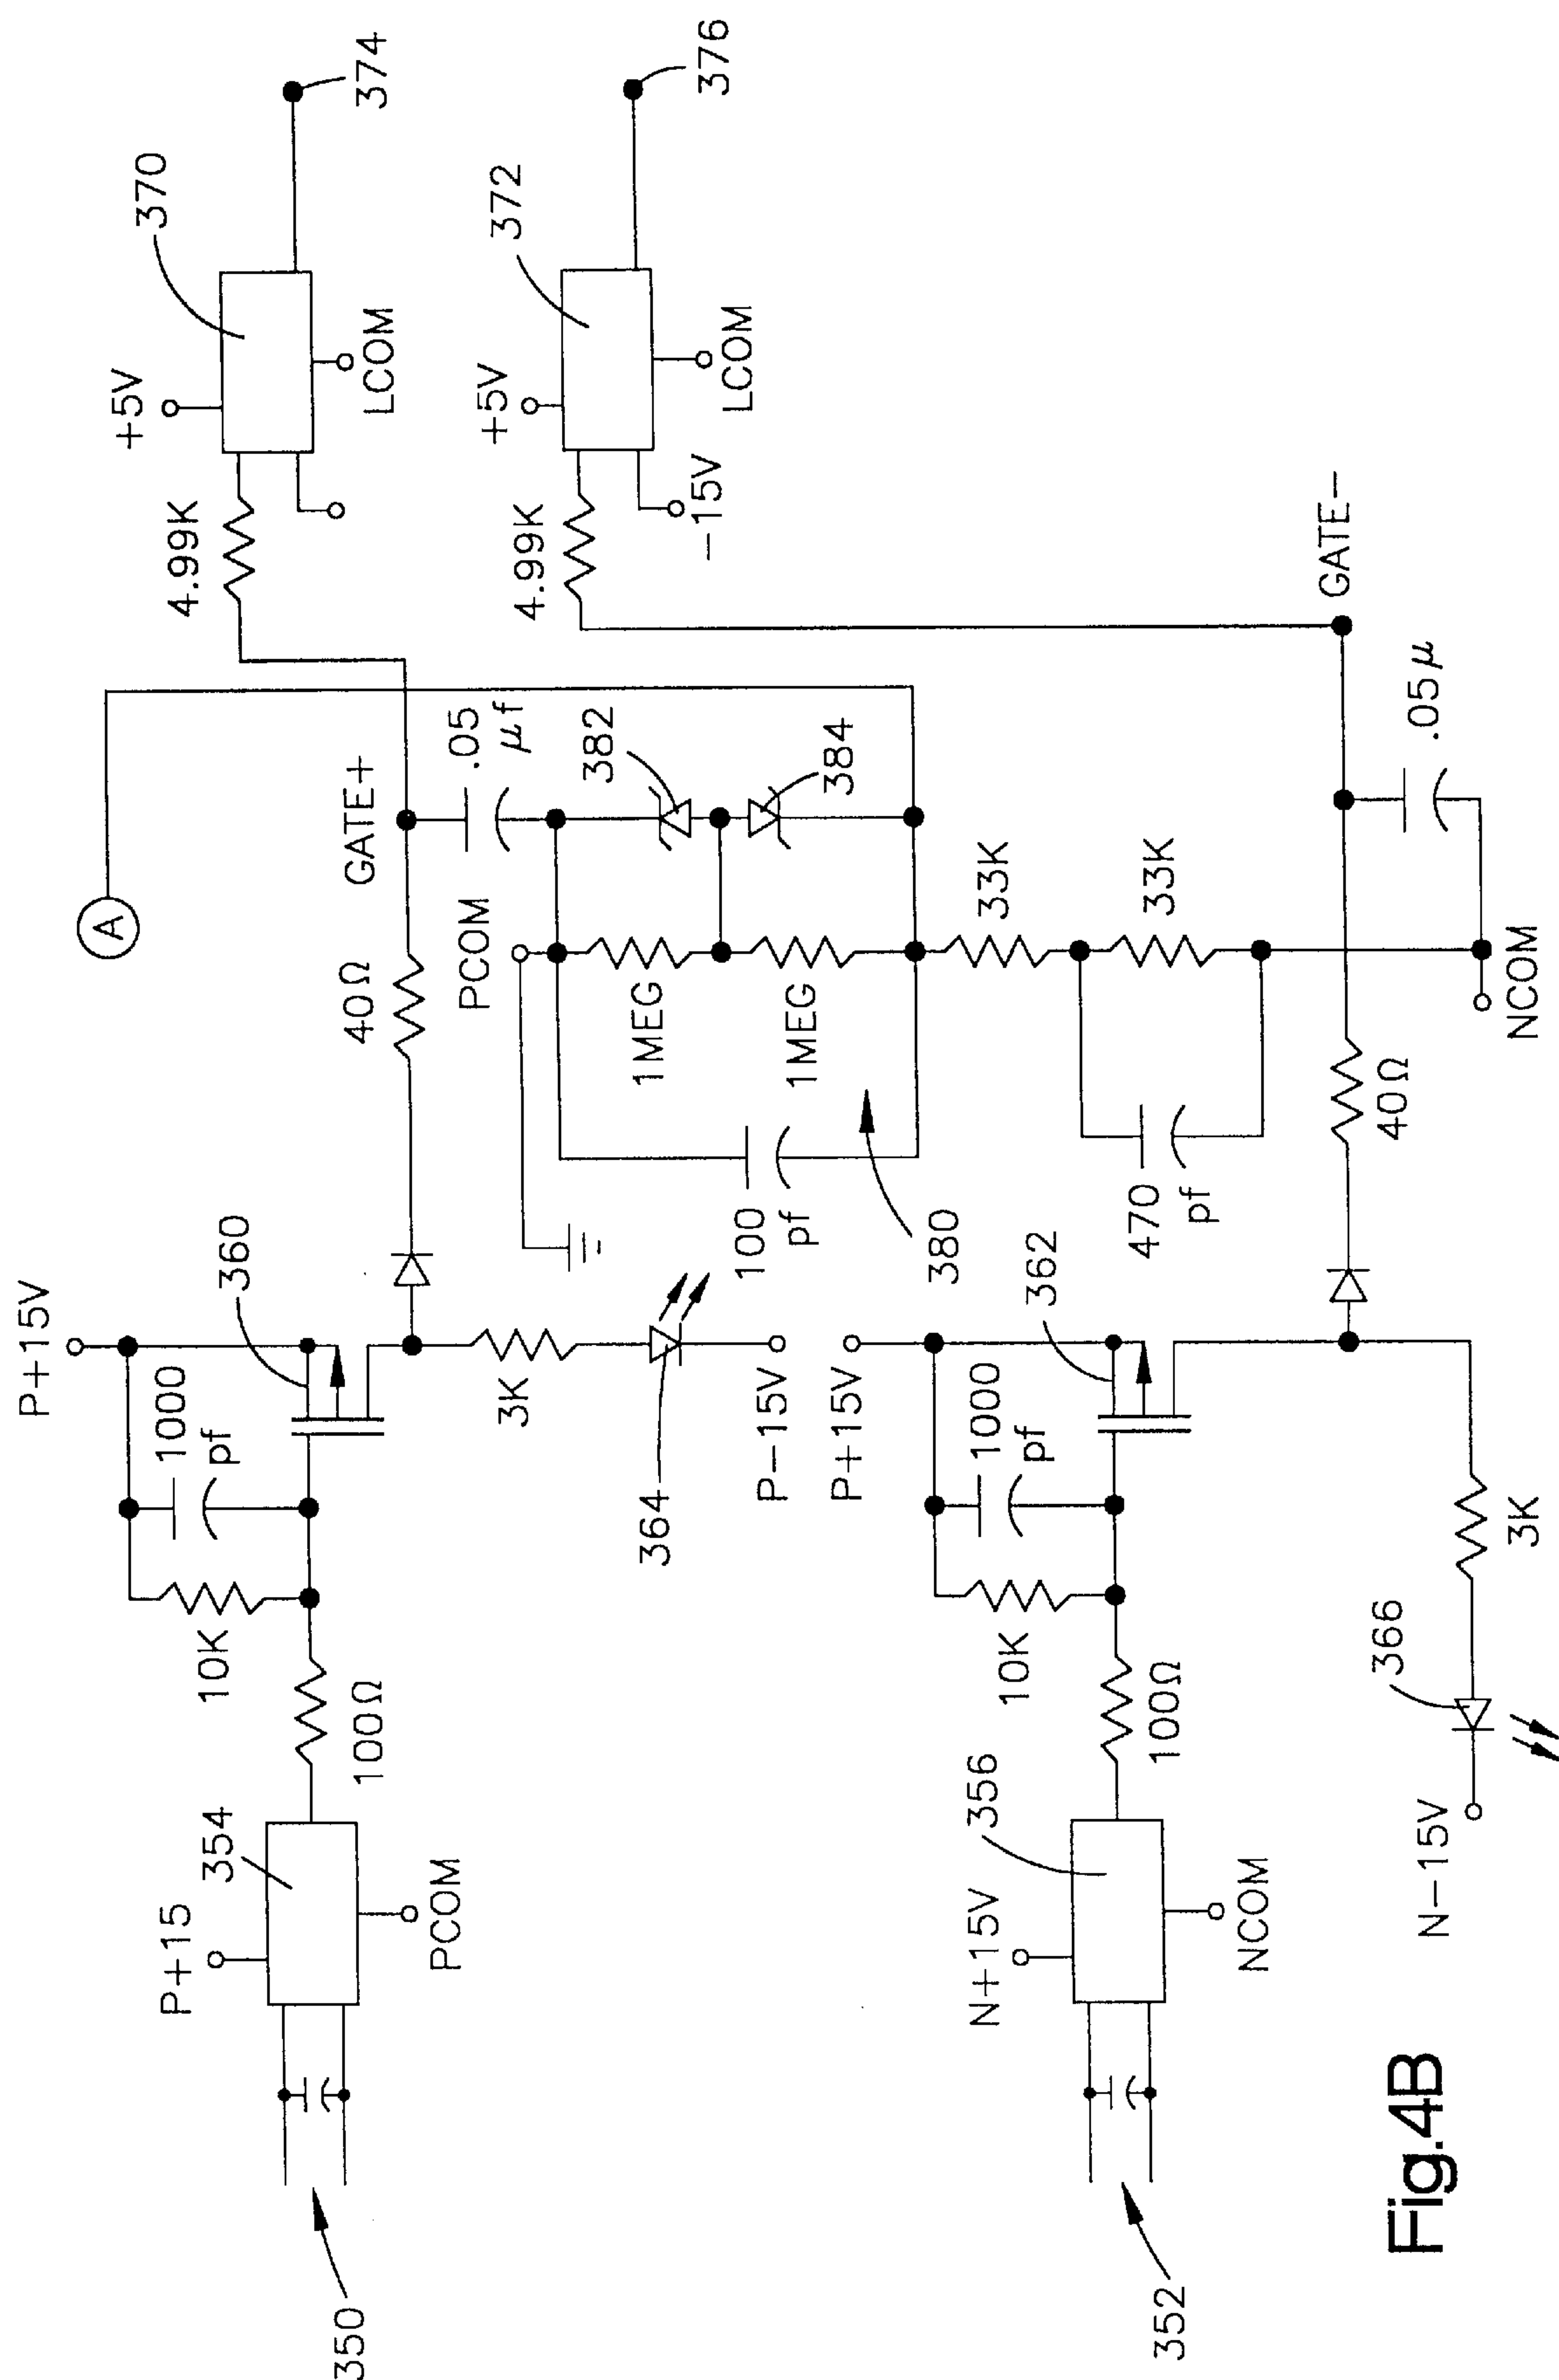 350
P+15
354
PCOM
100Ω
10K
1000
pf
P+15V
360
3K
364
P−15V
40Ω
GATE+
A
PCOM
.05
μf
1MEG
1MEG
100
pf
380
382
384
4.99K
+5V
370
LCOM
374
4.99K
+5V
−15V
372
LCOM
376
352
N+15V
356
NCOM
100Ω
10K
1000
pf
P+15V
362
3K
366
N−15V
470
pf
33K
33K
40Ω
NCOM
.05μ
GATE−
Fig.4B